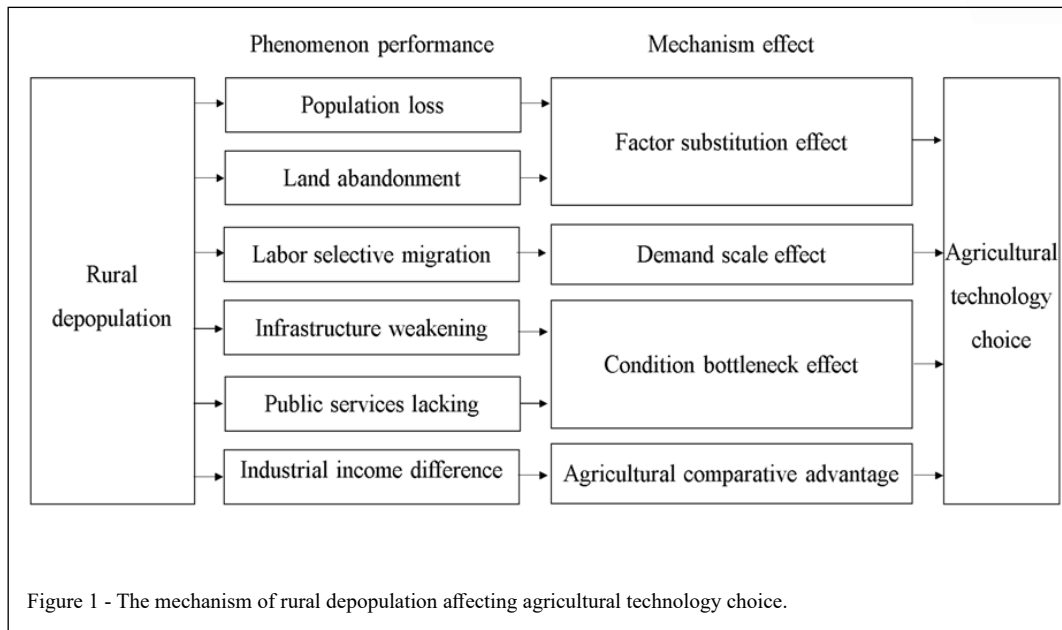 Phenomenon performance
Mechanism effect
Rural
depopulation
Population loss
Land abandonment
Labor selective migration
Infrastructure weakening
Public services lacking
Industrial income difference
Factor substitution effect
Demand scale effect
Condition bottleneck effect
Agricultural comparative advantage
Agricultural
technology
choice
Figure 1 - The mechanism of rural depopulation affecting agricultural technology choice.